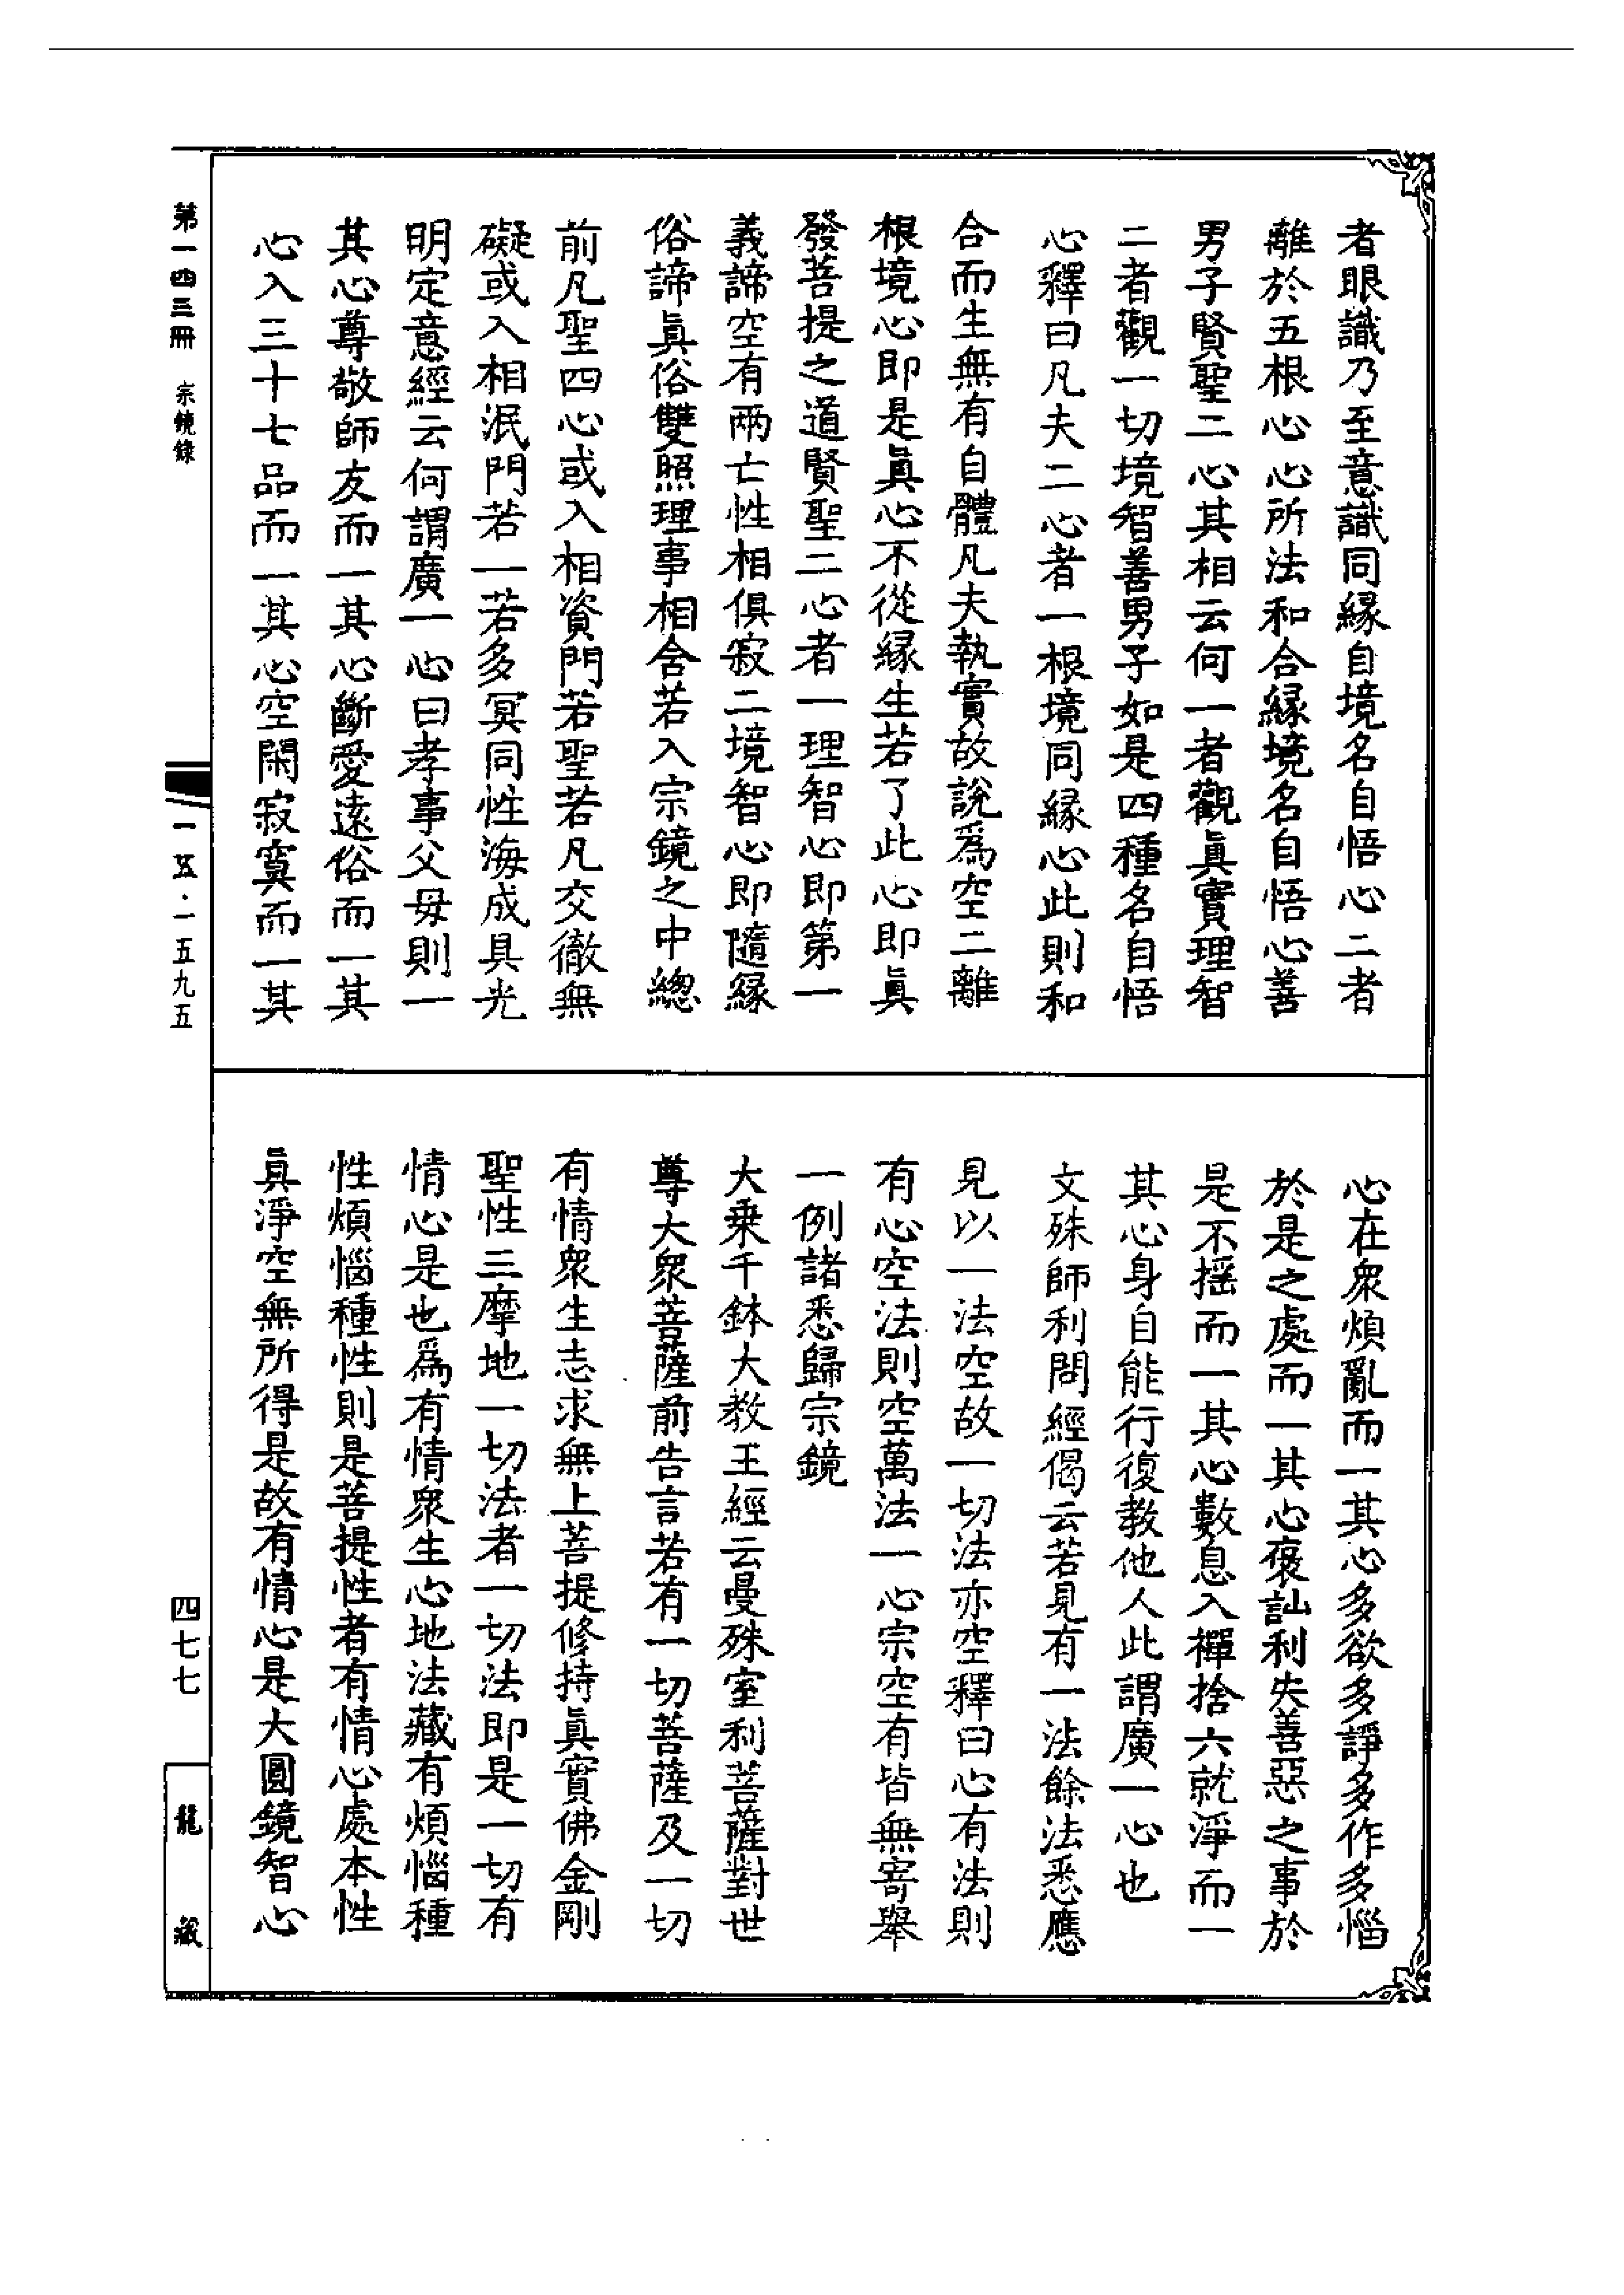 者眼識乃至意識同緣自境名自悟心二者
離於五根心心所法和合緣境名自悟心善
男子賢聖二心其相云何一者觀眞實理智
二者觀一切境智善男子如是四種名自悟
心釋曰凡夫二心者一根境同緣心此則和
合而生無有自體凡夫執實故說爲空二離
根境心即是眞心不從緣生若了此心即眞
發菩提之道賢聖二心者一理智心即第一
義諦空有兩亡性相俱寂二境智心即隨緣
俗諦眞俗雙照理事相含若入宗鏡之中總
前凡聖四心或入相資門若聖若凡交徹無
礙或入相泯門若一若多冥同性海成具光
明定意經云何謂廣一心曰孝事父母則一
其心尊敬師友而一其心斷愛遠俗而一其
心入三十七品而一其心空閑寂寞而一其
心在衆煩亂而一其心多欲多諍多作多惱
於是之處而一其心褒訕利失善惡之事於
是不搖而一其心數息入禪捨六就淨而一
其心身自能行復教他人此謂廣一心也
文殊師利問經偈云若見有一法餘法悉應
見以一法空故一切法亦空釋曰心有法則
有心空法則空萬法一心宗空有皆無寄舉
一例諸悉歸宗鏡
大乗千鉢大教王經云曼殊室利菩薩對世
尊大衆菩薩前告言若有一切菩薩及一切
有情衆生志求無上菩提修持眞實佛金剛
聖性三摩地一切法者一切法即是一切有
情心是也爲有情衆生心地法藏有煩惱種
性煩惱種性則是菩提性者有情心處本性
眞淨空無所得是故有情心是大圓鏡智心
第一四三冊 宗鏡錄
一五·一五九五
四七七
龍藏